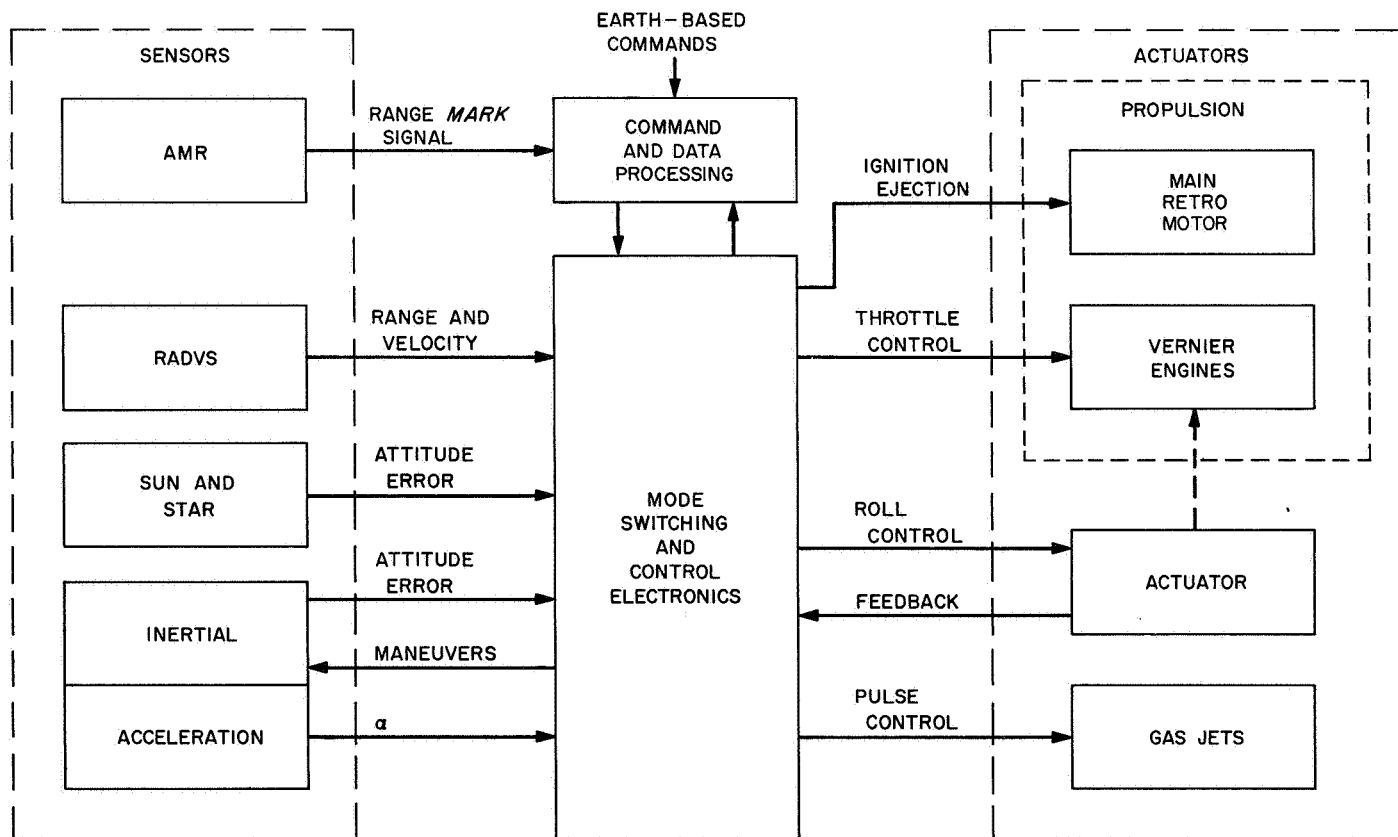 EARTH-BASED
COMMANDS
SENSORS
ACTUATORS
PROPULSION
AMR
RANGE MARK
SIGNAL
COMMAND
AND DATA
PROCESSING
IGNITION
EJECTION
MAIN
RETRO
MOTOR
RADVS
RANGE AND
VELOCITY
THROTTLE
CONTROL
VERNIER
ENGINES
SUN AND
STAR
ATTITUDE
ERROR
MODE
SWITCHING
AND
CONTROL
ELECTRONICS
ROLL
CONTROL
ACTUATOR
FEEDBACK
INERTIAL
ATTITUDE
ERROR
MANEUVERS
ACCELERATION
α
PULSE
CONTROL
GAS JETS